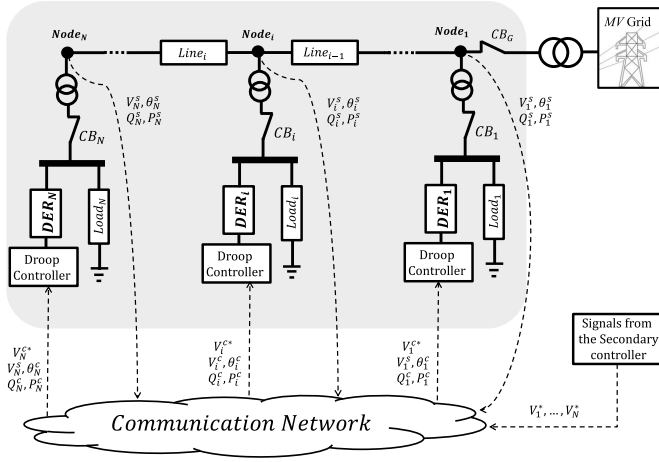 Node_N
Line_i
Node_i
Line_{i−1}
Node_1
CB_G
MV Grid
V_N^s, θ_N^s
Q_N^s, P_N^s
V_i^s, θ_i^s
Q_i^s, P_i^s
V_1^s, θ_1^s
Q_1^s, P_1^s
CB_N
CB_i
CB_1
DER_N
Load_N
DER_i
Load_i
DER_1
Load_1
Droop
Controller
Droop
Controller
Droop
Controller
V_N^{c*}
V_N^s, θ_N^c
Q_N^c, P_N^c
V_i^{c*}
V_i^c, θ_i^c
Q_i^c, P_i^c
V_1^{c*}
V_1^s, θ_1^c
Q_1^c, P_1^c
Signals from
the Secondary
controller
V_1^*, …, V_N^*
Communication Network